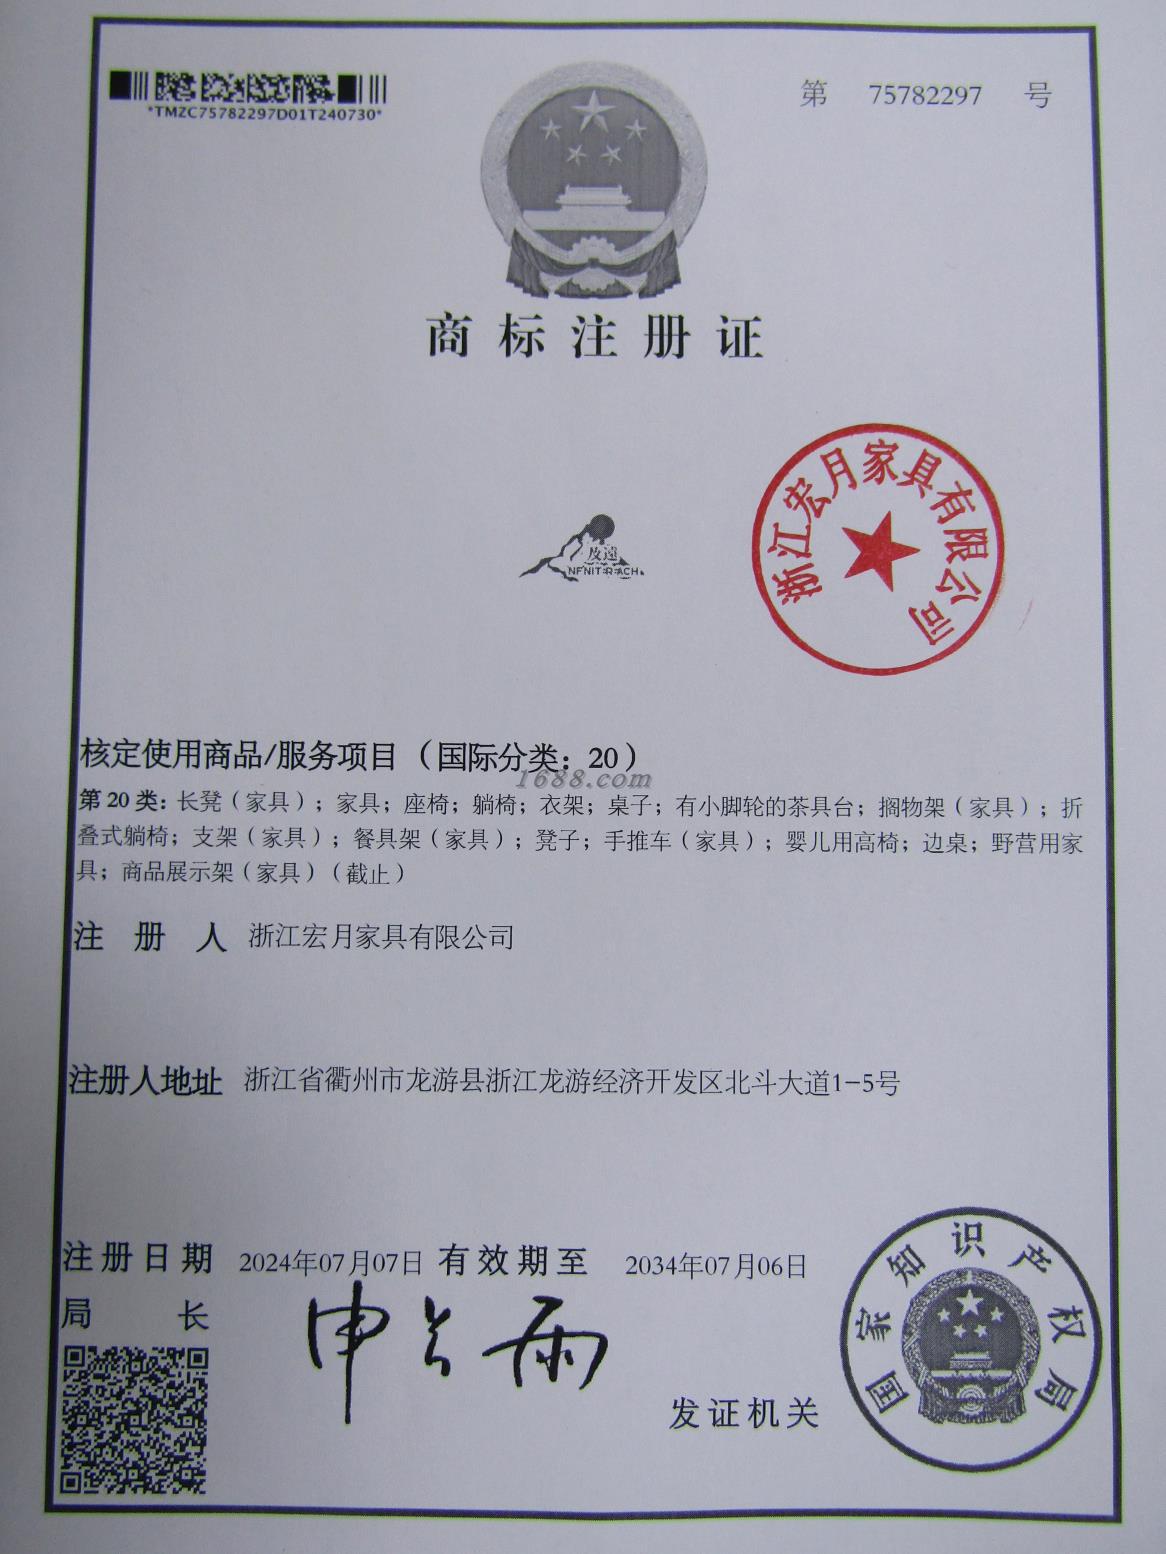 *TMZC75782297D01T240730*
第 75782297 号
商标注册证
及遠
浙江宏月家具有限公司
核定使用商品/服务项目（国际分类：20）
1688.com
第20类：长凳（家具）；家具；座椅；躺椅；衣架；桌子；有小脚轮的茶具台；搁物架（家具）；折
叠式躺椅；支架（家具）；餐具架（家具）；凳子；手推车（家具）；婴儿用高椅；边桌；野营用家
具；商品展示架（家具）（截止）
注册人 浙江宏月家具有限公司
注册人地址 浙江省衢州市龙游县浙江龙游经济开发区北斗大道1-5号
注册日期 2024年07月07日 有效期至 2034年07月06日
局长 申长雨
发证机关
国家知识产权局